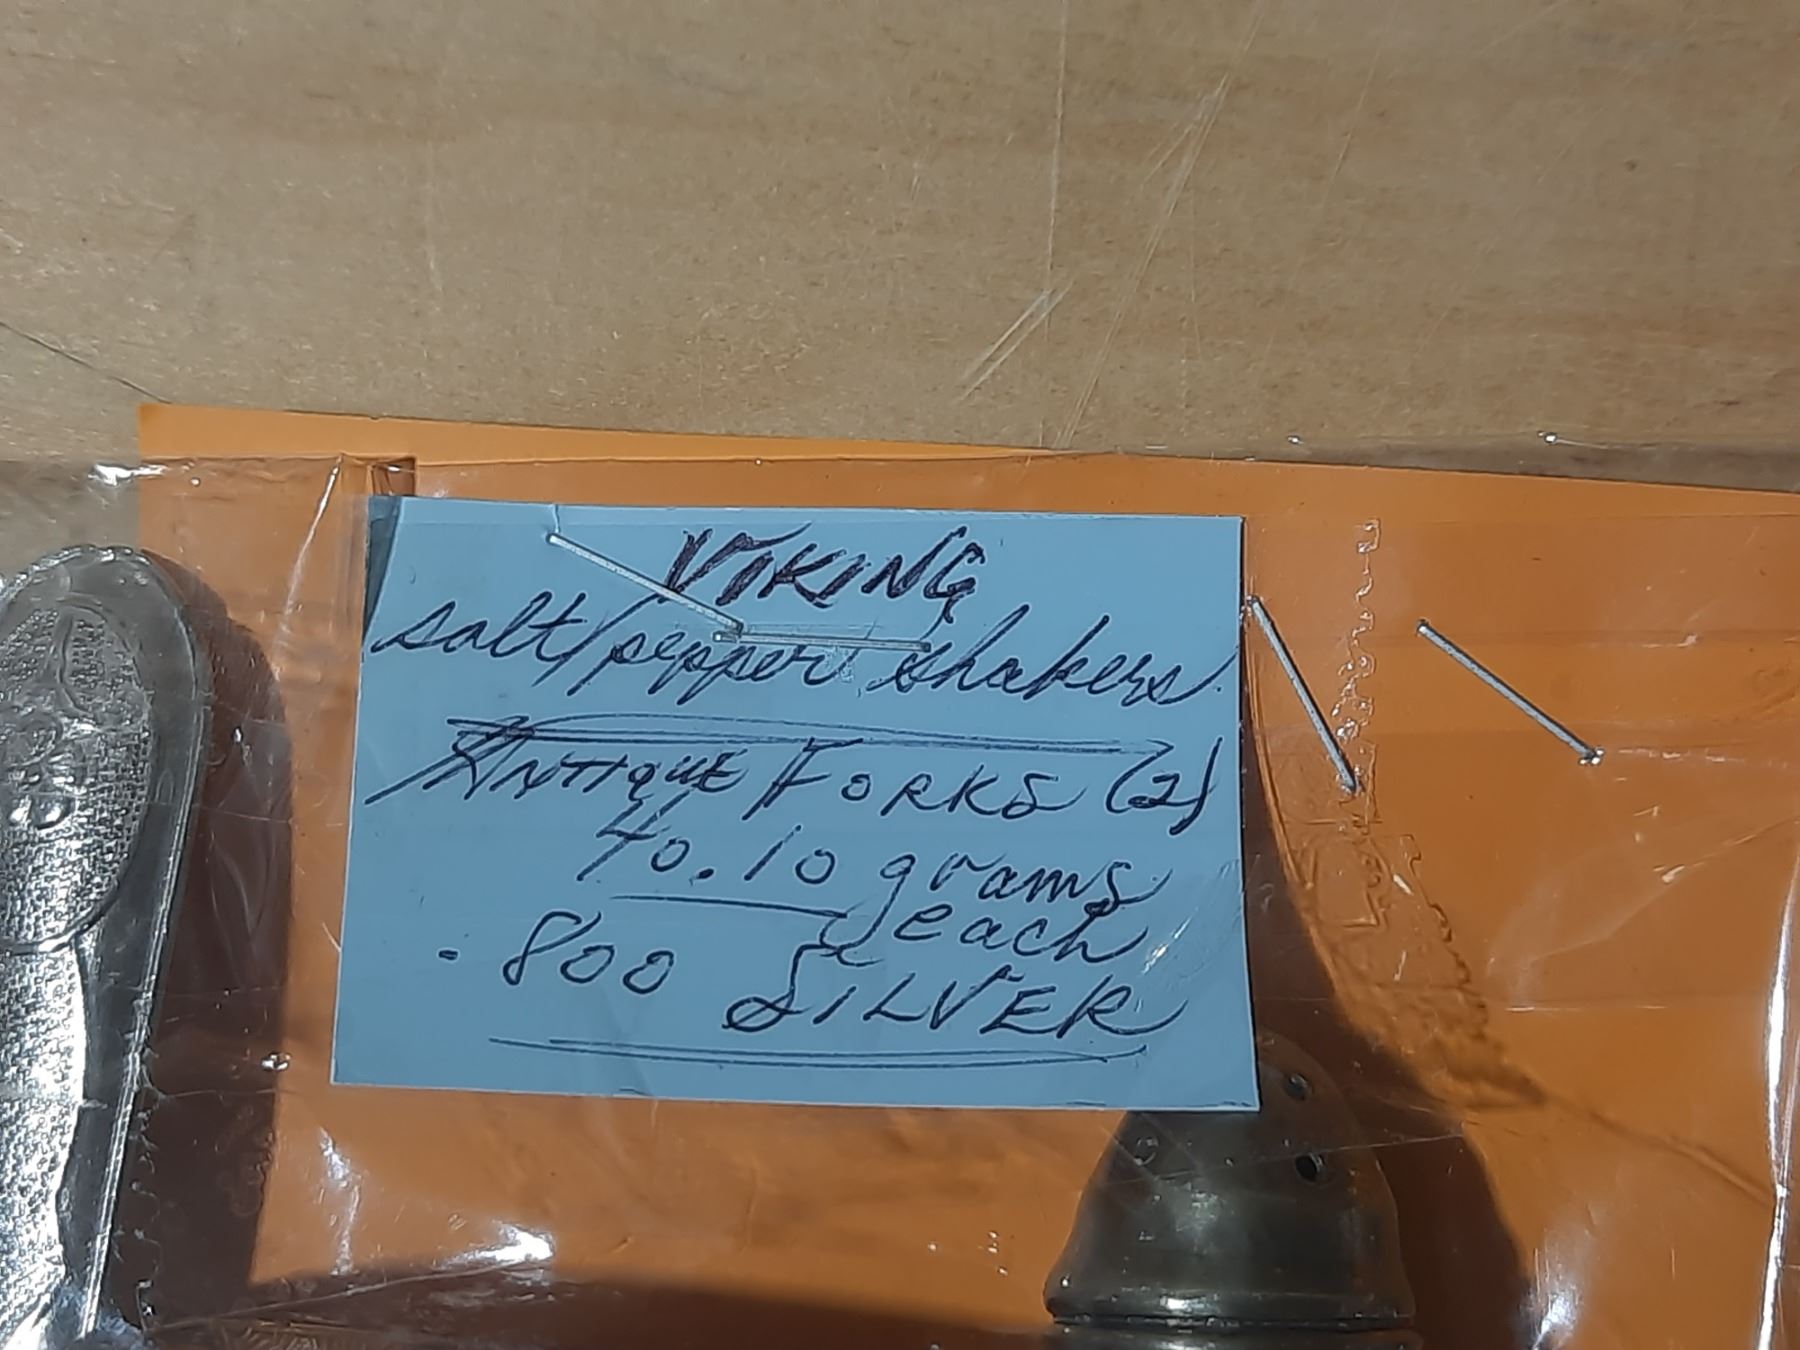 VIKING
salt/pepper shakers
ANTIQUE FORKS (2)
40.10 grams
each
.800 SILVER